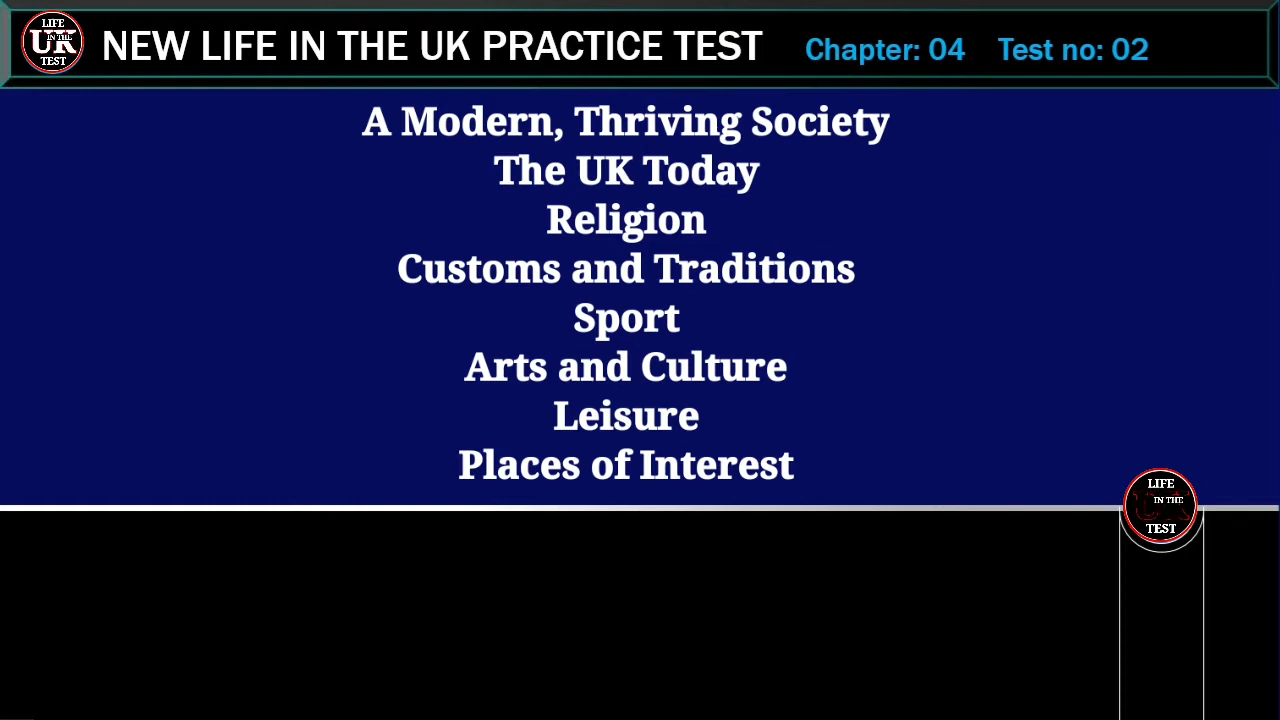 LIFE
UK
IN THE
TEST
NEW LIFE IN THE UK PRACTICE TEST Chapter: 04 Test no: 02
A Modern, Thriving Society
The UK Today
Religion
Customs and Traditions
Sport
Arts and Culture
Leisure
Places of Interest
LIFE
UK
IN THE
TEST